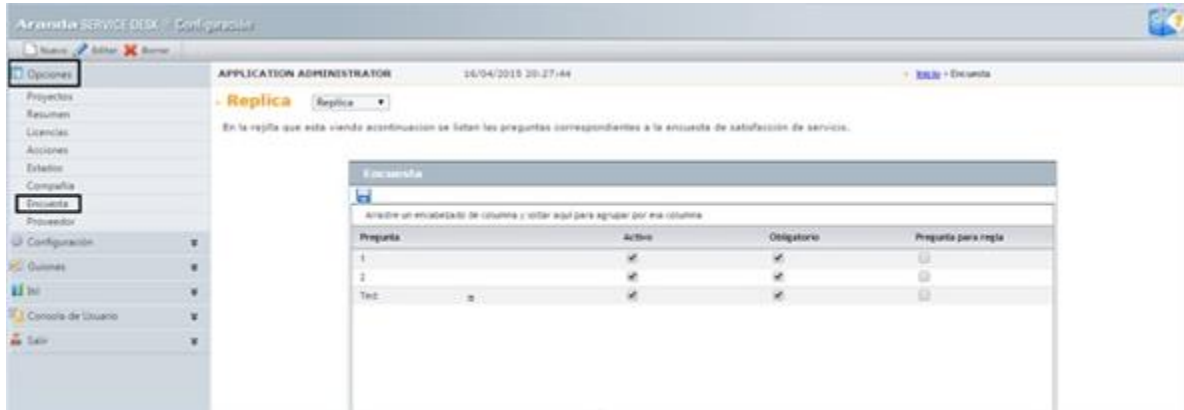 Aranda SERVICE DESK // Configuración
Nuevo Editar Borrar
Opciones
Proyectos
Resumen
Licencias
Acciones
Estados
Compañía
Encuesta
Proveedor
Configuración
Guiones
Ini
Consola de Usuario
Salir
APPLICATION ADMINISTRATOR 16/04/2015 20:27:44 Inicio › Encuesta
Replica Replica
En la rejilla que esta viendo acontinuacion se listan las preguntas correspondientes a la encuesta de satisfacción de servicio.
Encuesta
Arrastre un encabezado de columna y soltar aquí para agrupar por esa columna
Pregunta Activo Obligatorio Pregunta para regla
1
2
Test